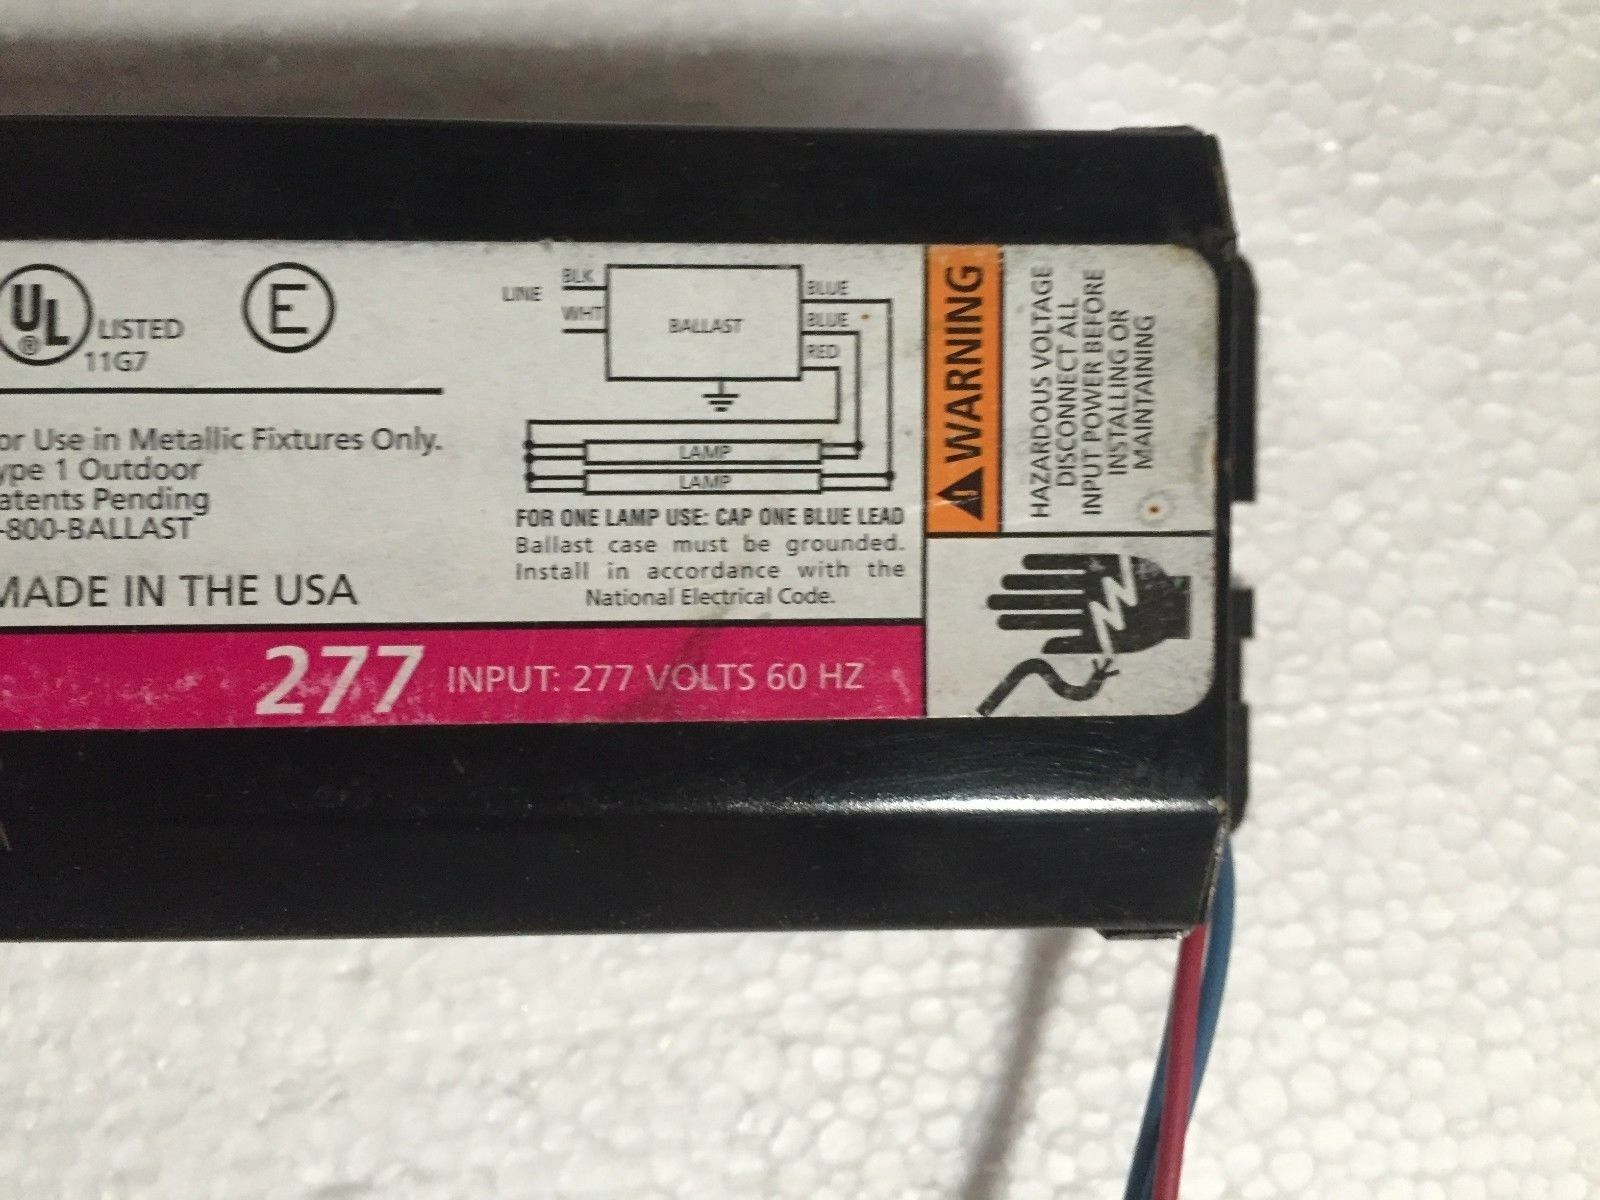 UL
®
LISTED
11G7
E
or Use in Metallic Fixtures Only.
ype 1 Outdoor
atents Pending
-800-BALLAST
MADE IN THE USA
LINE
BLK
WHT
BALLAST
BLUE
BLUE
RED
LAMP
LAMP
FOR ONE LAMP USE: CAP ONE BLUE LEAD
Ballast case must be grounded.
Install in accordance with the
National Electrical Code.
277 INPUT: 277 VOLTS 60 HZ
WARNING
HAZARDOUS VOLTAGE
DISCONNECT ALL
INPUT POWER BEFORE
INSTALLING OR
MAINTAINING